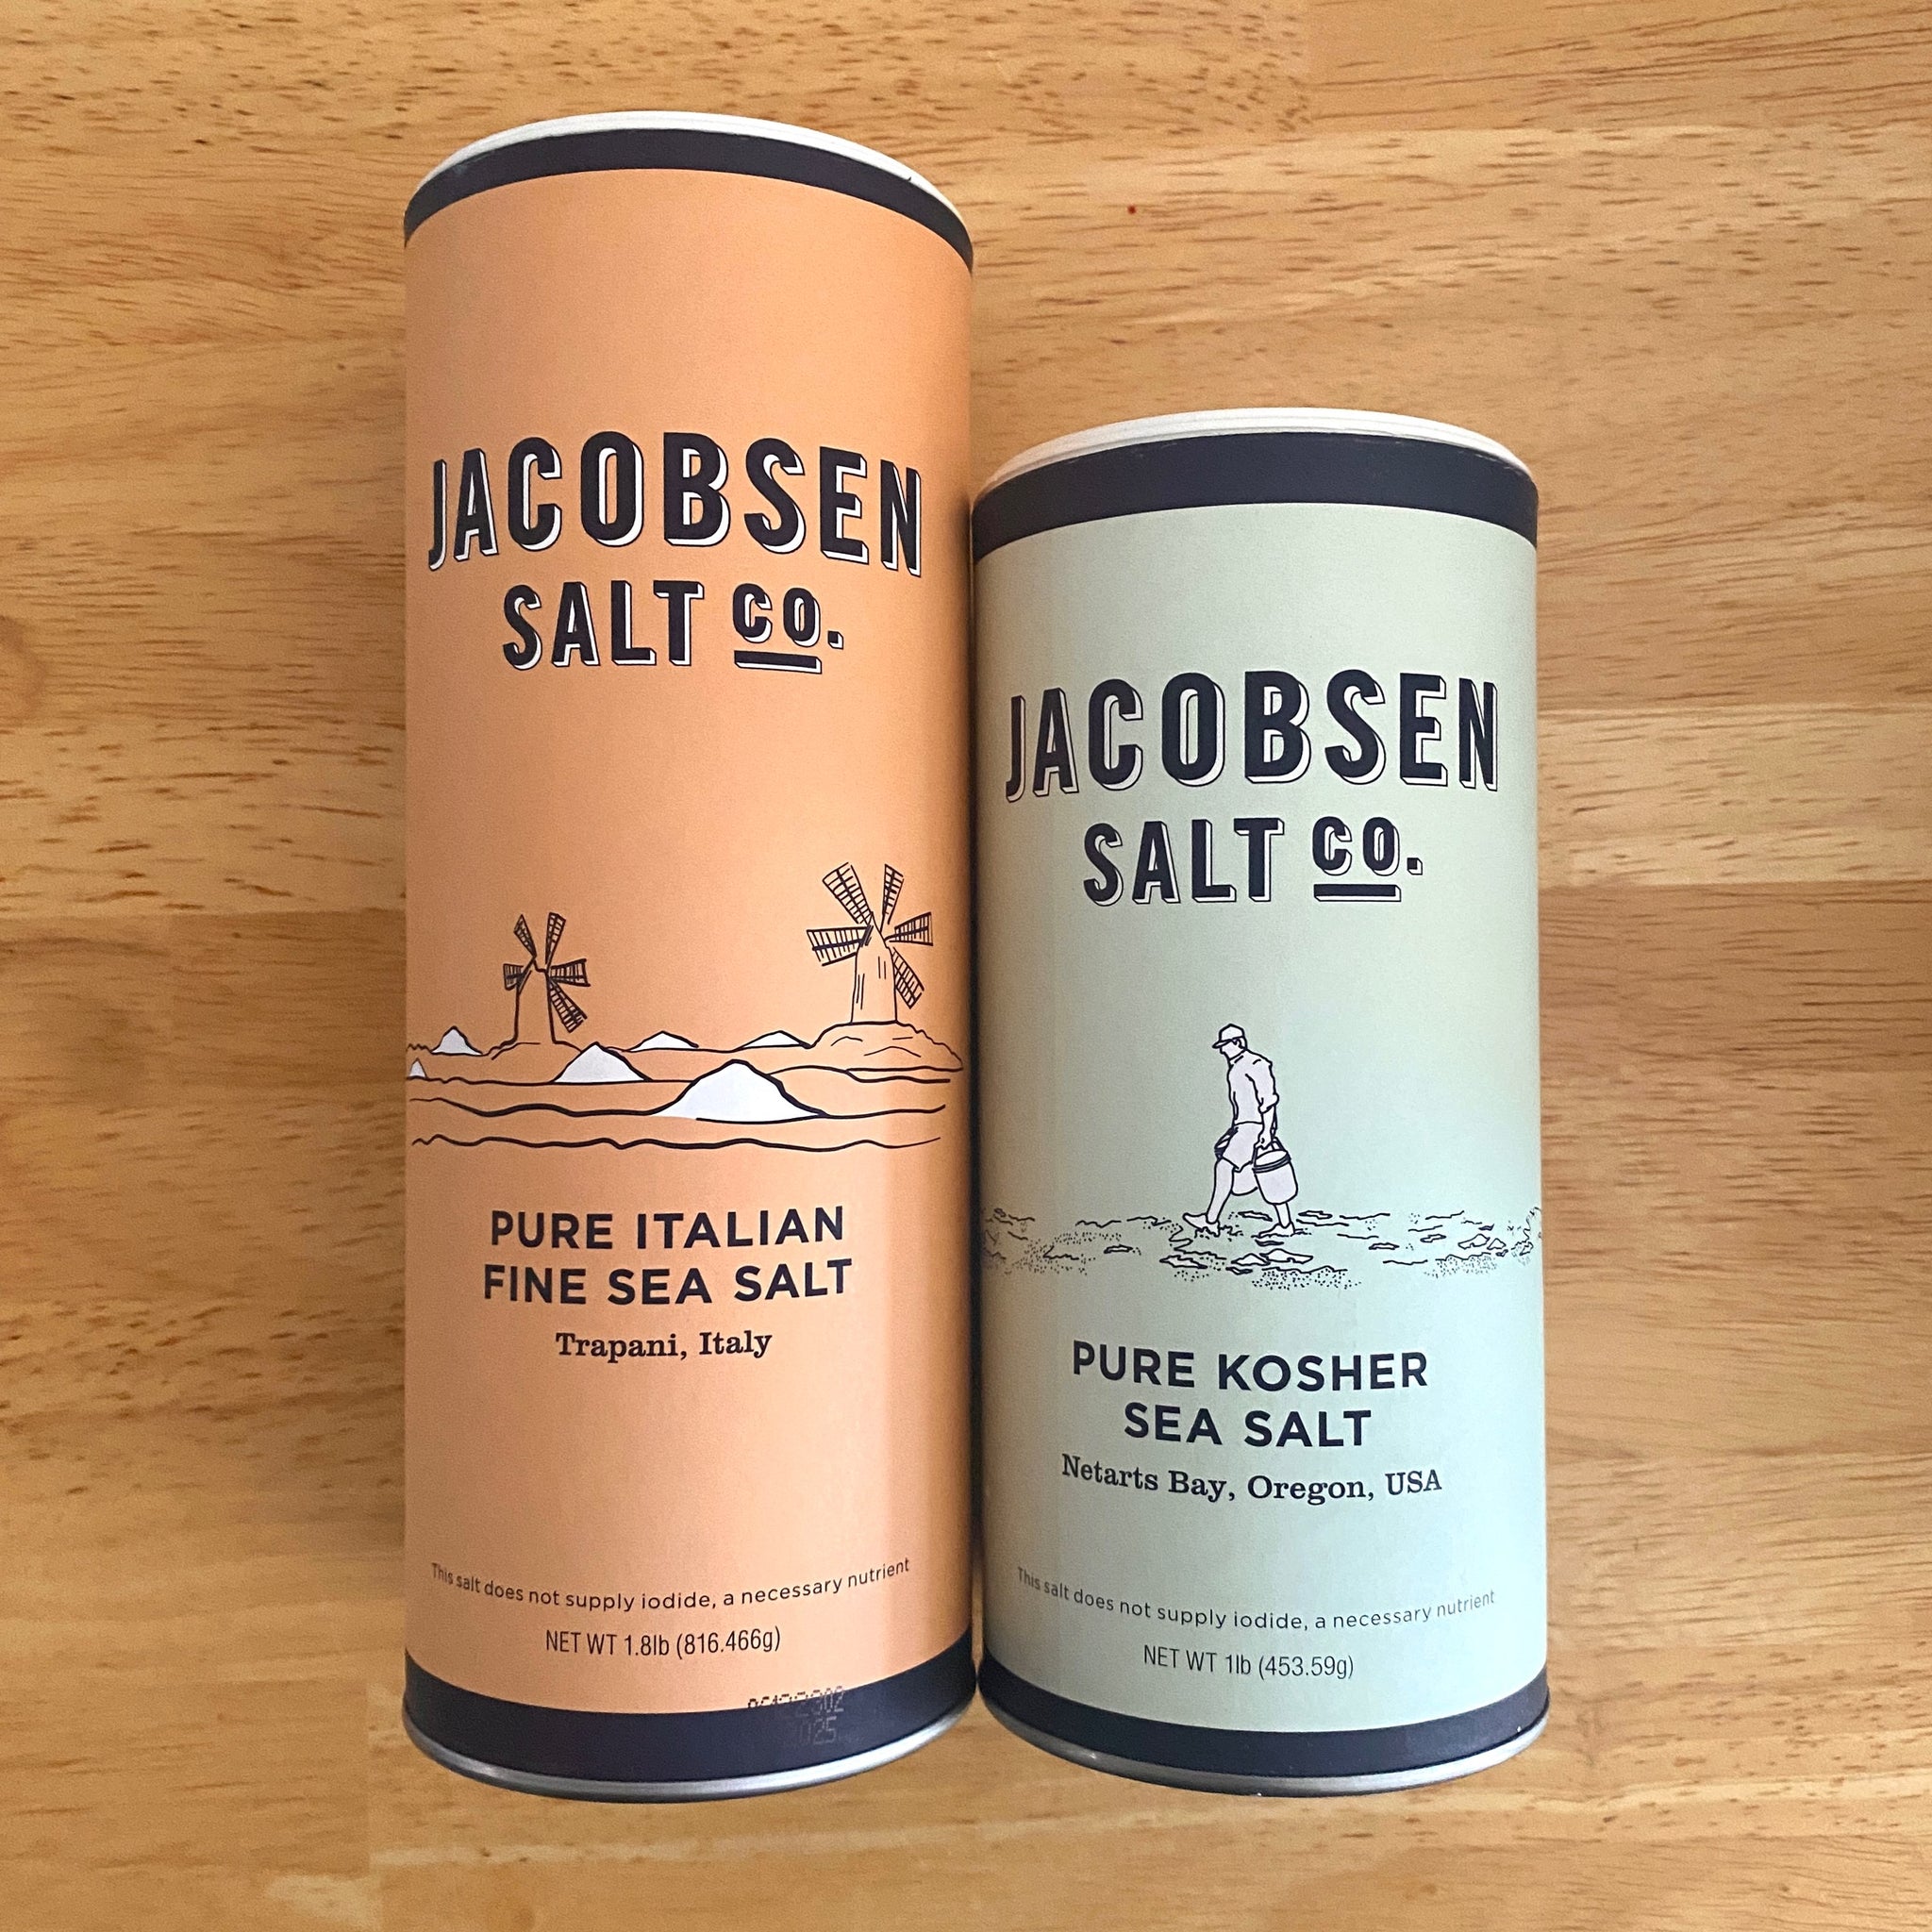 JACOBSEN
SALT CO.
PURE ITALIAN
FINE SEA SALT
Trapani, Italy
This salt does not supply iodide, a necessary nutrient
NET WT 1.8lb (816.466g)
2025
JACOBSEN
SALT CO.
PURE KOSHER
SEA SALT
Netarts Bay, Oregon, USA
This salt does not supply iodide, a necessary nutrient
NET WT 1lb (453.59g)